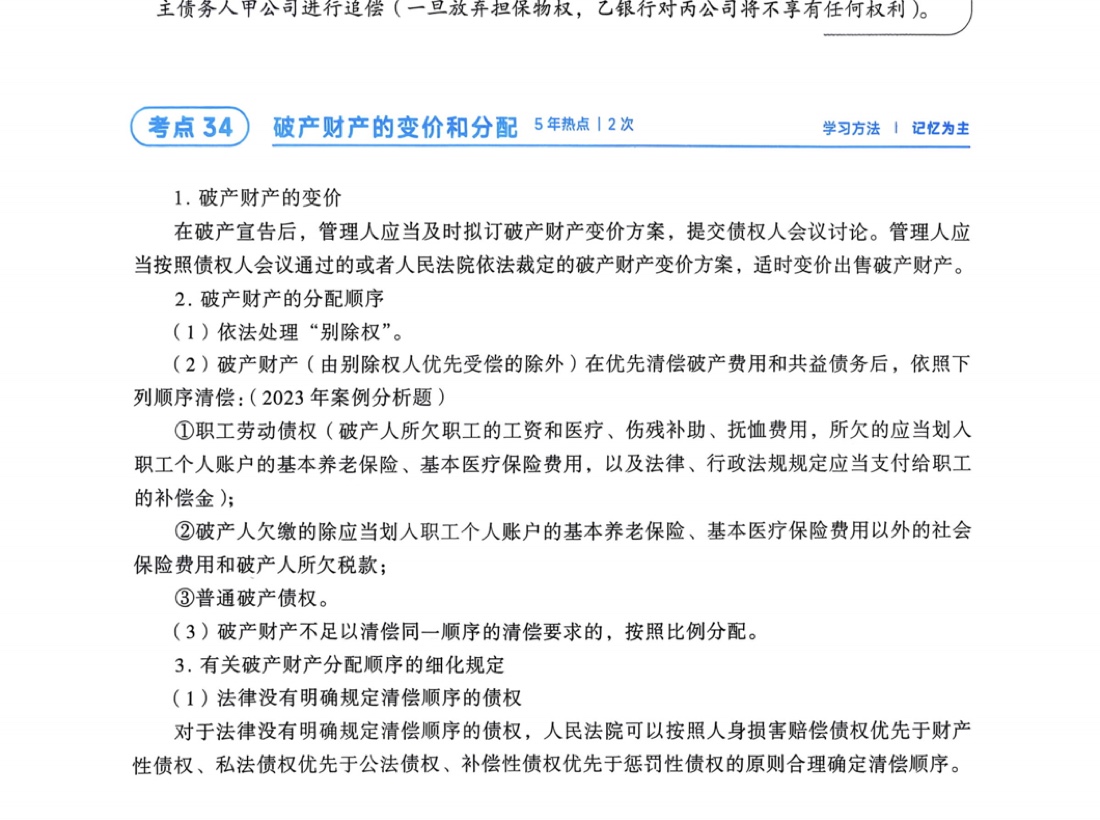 主债务人甲公司进行追偿（一旦放弃担保物权，乙银行对丙公司将不享有任何权利）。
考点 34 破产财产的变价和分配 5 年热点 | 2 次 学习方法 | 记忆为主
1. 破产财产的变价
在破产宣告后，管理人应当及时拟订破产财产变价方案，提交债权人会议讨论。管理人应
当按照债权人会议通过的或者人民法院依法裁定的破产财产变价方案，适时变价出售破产财产。
2. 破产财产的分配顺序
（1）依法处理“别除权”。
（2）破产财产（由别除权人优先受偿的除外）在优先清偿破产费用和共益债务后，依照下
列顺序清偿：（2023 年案例分析题）
①职工劳动债权（破产人所欠职工的工资和医疗、伤残补助、抚恤费用，所欠的应当划入
职工个人账户的基本养老保险、基本医疗保险费用，以及法律、行政法规规定应当支付给职工
的补偿金）；
②破产人欠缴的除应当划入职工个人账户的基本养老保险、基本医疗保险费用以外的社会
保险费用和破产人所欠税款；
③普通破产债权。
（3）破产财产不足以清偿同一顺序的清偿要求的，按照比例分配。
3. 有关破产财产分配顺序的细化规定
（1）法律没有明确规定清偿顺序的债权
对于法律没有明确规定清偿顺序的债权，人民法院可以按照人身损害赔偿债权优先于财产
性债权、私法债权优先于公法债权、补偿性债权优先于惩罚性债权的原则合理确定清偿顺序。